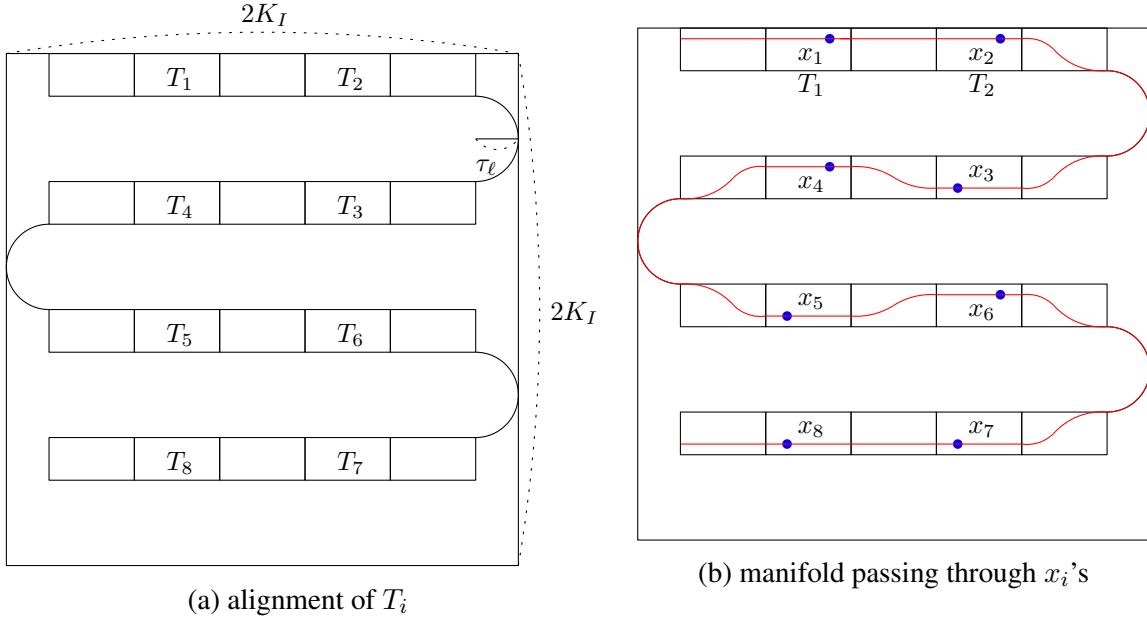 2K_I
T_1 T_2
τ_ℓ
T_4 T_3
2K_I
T_5 T_6
T_8 T_7
(a) alignment of T_i
x_1 x_2
T_1 T_2
x_4 x_3
x_5 x_6
x_8 x_7
(b) manifold passing through x_i's